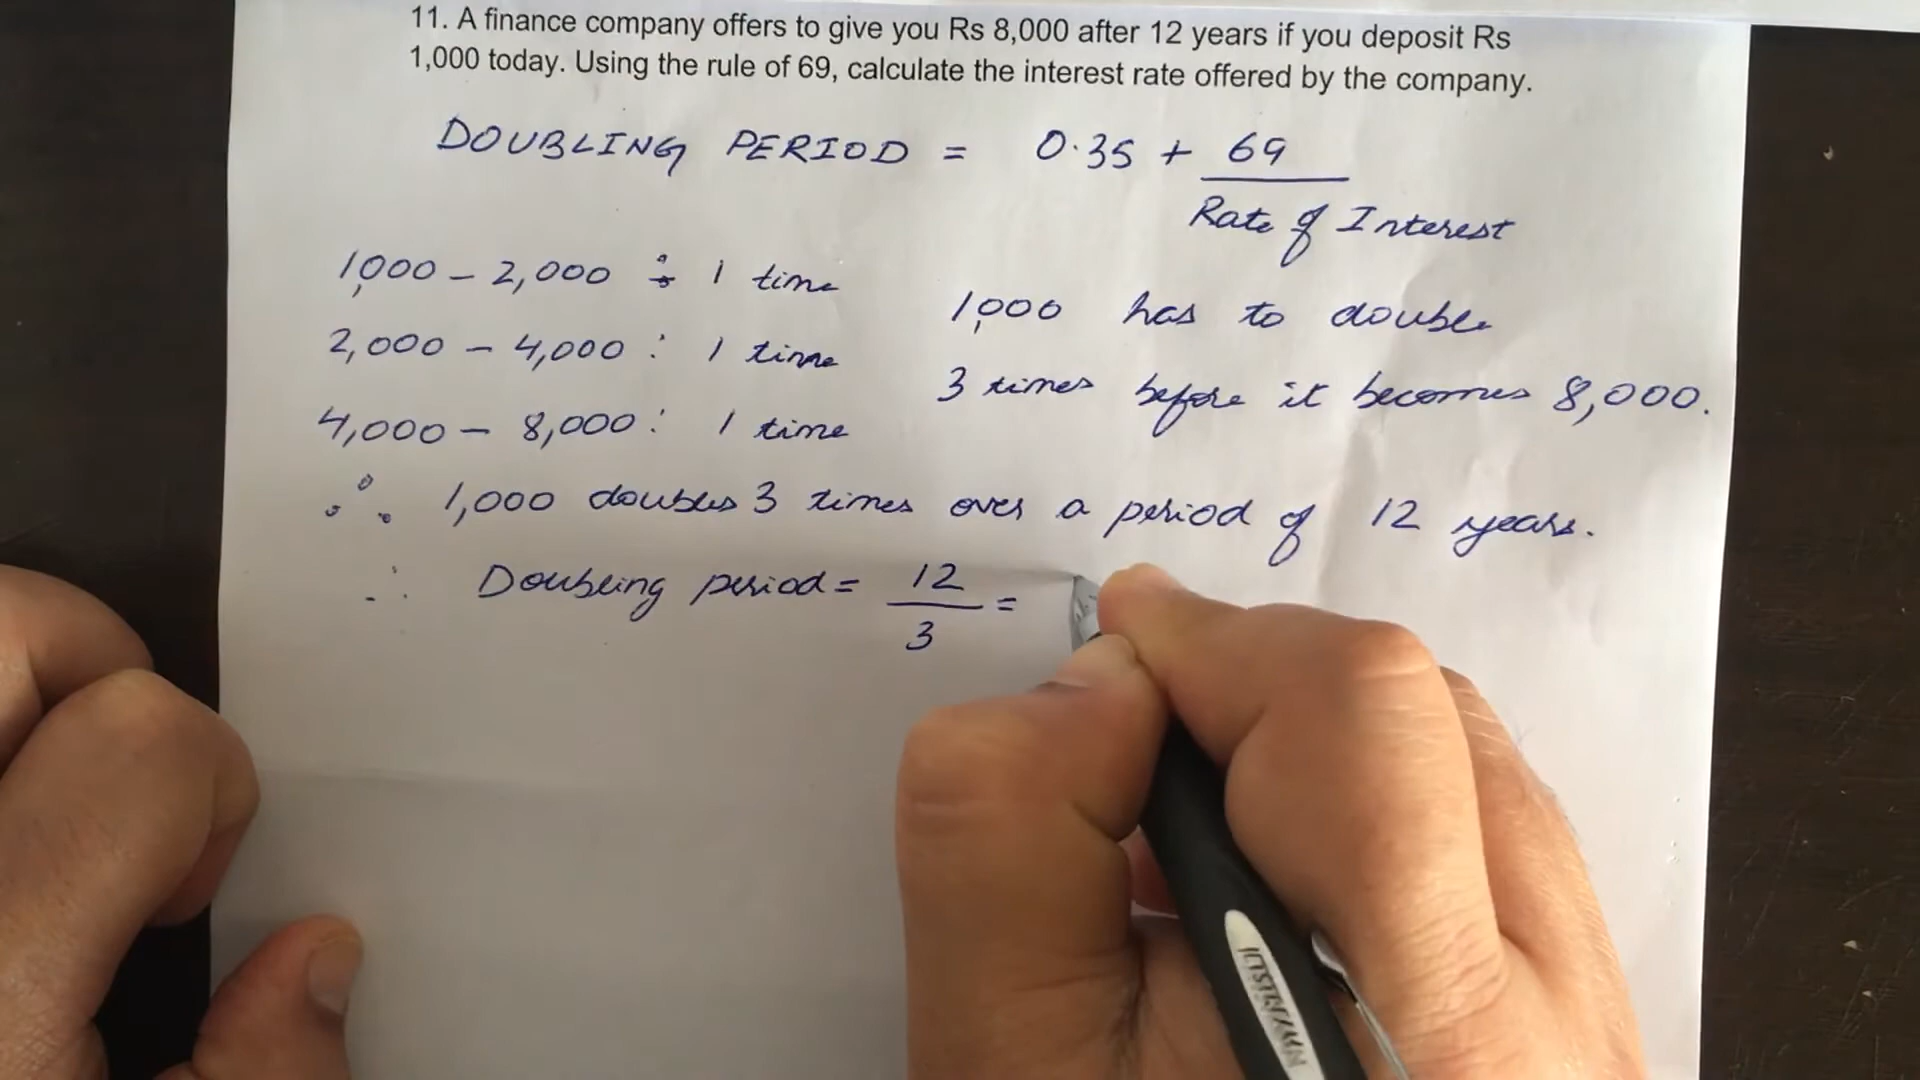 11. A finance company offers to give you Rs 8,000 after 12 years if you deposit Rs
1,000 today. Using the rule of 69, calculate the interest rate offered by the company.
DOUBLING PERIOD = 0.35 + 69
Rate of Interest
1,000 - 2,000 : 1 time
2,000 - 4,000 : 1 time
4,000 - 8,000 : 1 time
1,000 has to double
3 times before it becomes 8,000.
∴ 1,000 doubles 3 times over a period of 12 years.
∴ Doubling period = 12 =
3